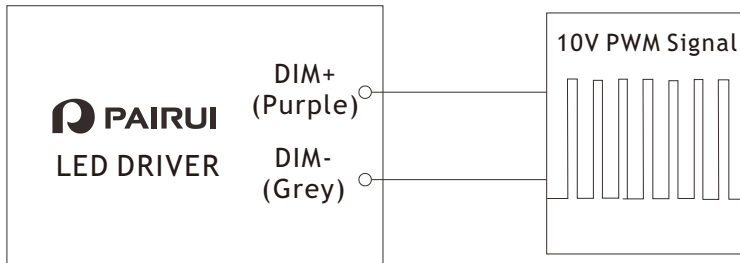 PAIRUI
LED DRIVER
DIM+
(Purple)
DIM-
(Grey)
10V PWM Signal